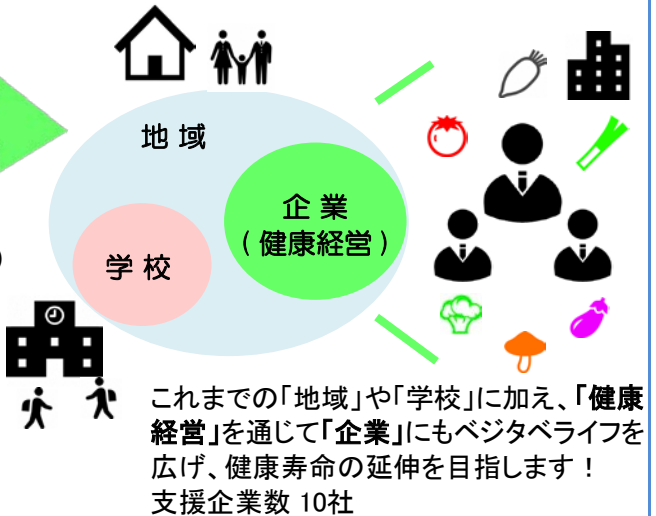 地域
企業
(健康経営)
学校
これまでの「地域」や「学校」に加え、「健康
経営」を通じて「企業」にもベジタベライフを
広げ、健康寿命の延伸を目指します！
支援企業数 10社